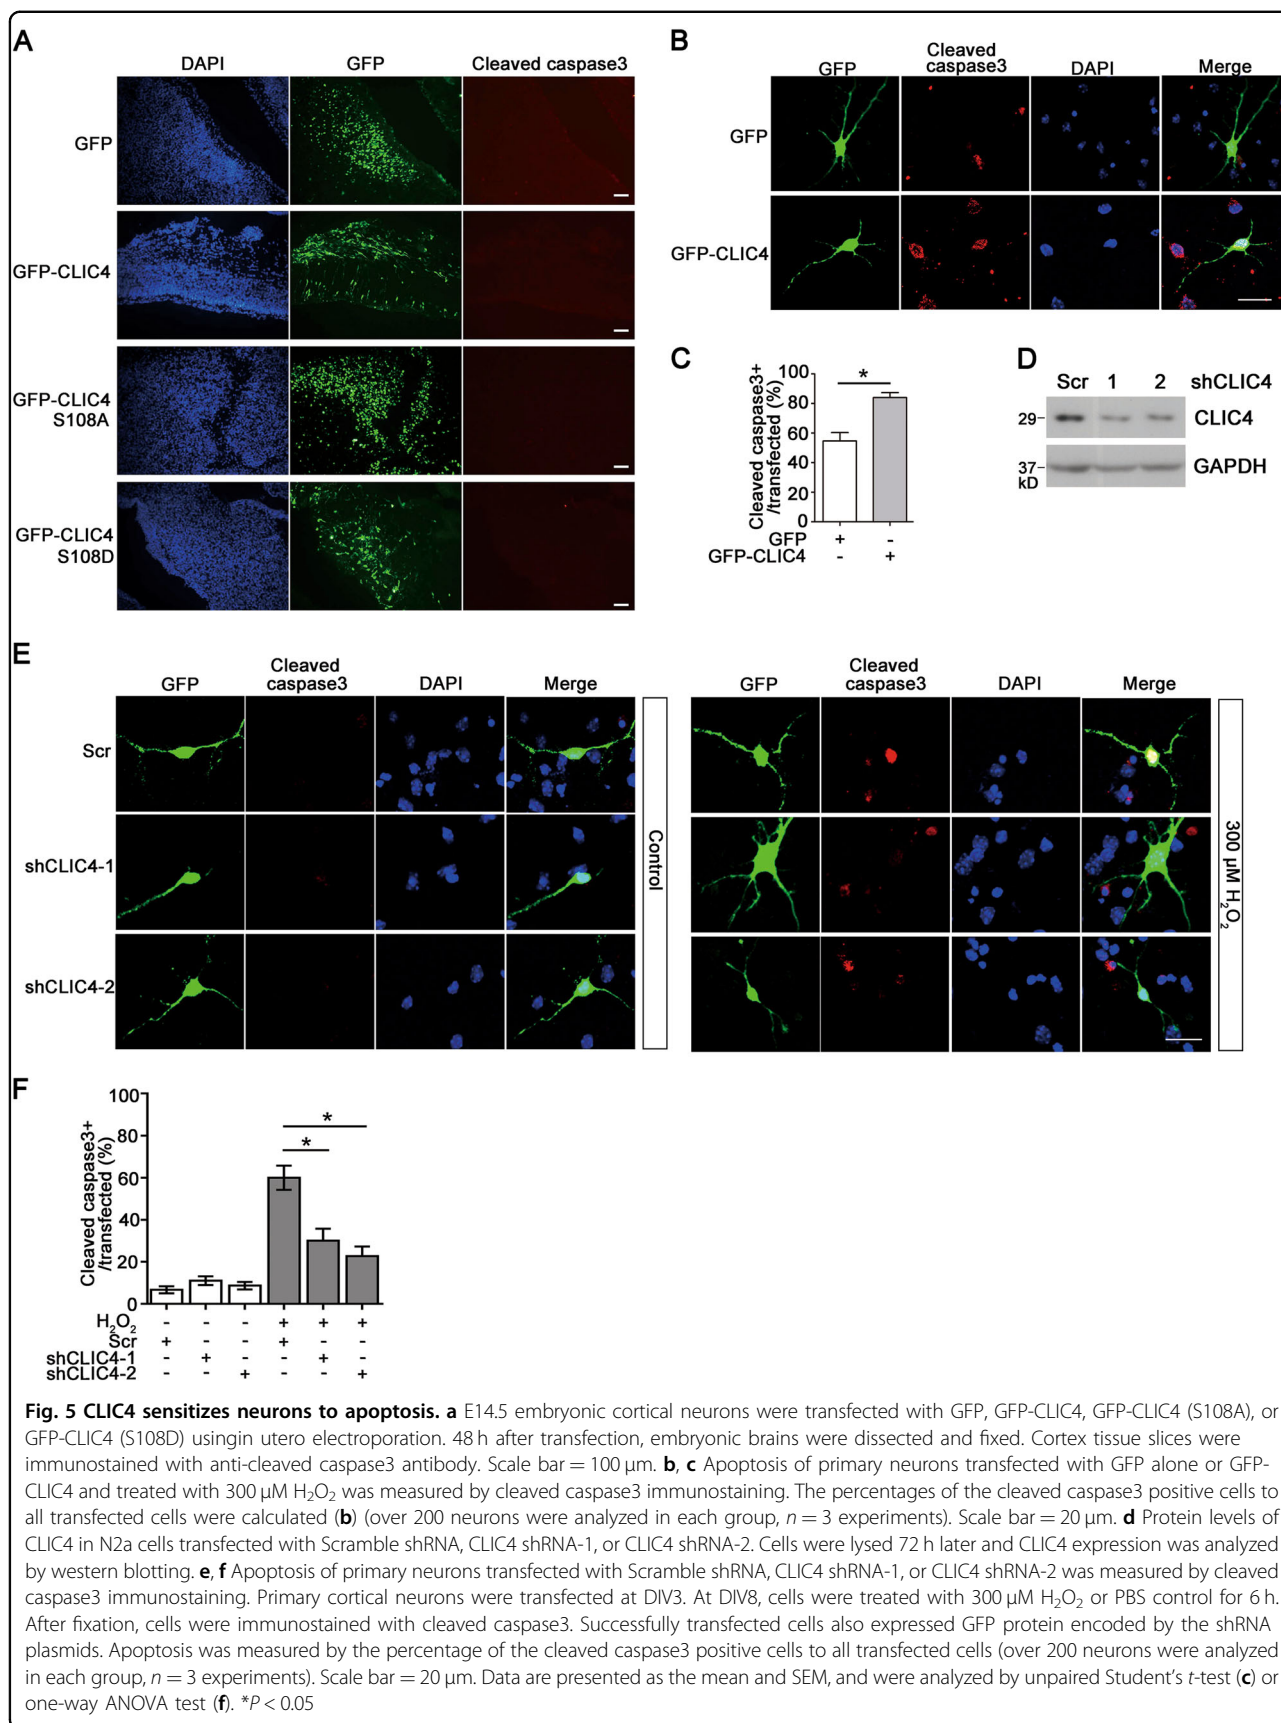 A
DAPI GFP Cleaved caspase3
GFP
GFP-CLIC4
GFP-CLIC4
S108A
GFP-CLIC4
S108D
B
Cleaved
GFP caspase3 DAPI Merge
GFP
GFP-CLIC4
C
Cleaved caspase3+
/transfected (%)
100
80
60
40
20
0
*
GFP + -
GFP-CLIC4 - +
D
Scr 1 2 shCLIC4
29 CLIC4
37 GAPDH
kD
E
Cleaved
GFP caspase3 DAPI Merge
Scr
shCLIC4-1
shCLIC4-2
Control
Cleaved
GFP caspase3 DAPI Merge
300 µM H₂O₂
F
Cleaved caspase3+
/transfected (%)
100
80
60
40
20
0
*
*
H₂O₂ - - - + + +
Scr + - - + - -
shCLIC4-1 - + - - + -
shCLIC4-2 - - + - - +
Fig. 5 CLIC4 sensitizes neurons to apoptosis. a E14.5 embryonic cortical neurons were transfected with GFP, GFP-CLIC4, GFP-CLIC4 (S108A), or
GFP-CLIC4 (S108D) usingin utero electroporation. 48 h after transfection, embryonic brains were dissected and fixed. Cortex tissue slices were
immunostained with anti-cleaved caspase3 antibody. Scale bar = 100 µm. b, c Apoptosis of primary neurons transfected with GFP alone or GFP-
CLIC4 and treated with 300 µM H₂O₂ was measured by cleaved caspase3 immunostaining. The percentages of the cleaved caspase3 positive cells to
all transfected cells were calculated (b) (over 200 neurons were analyzed in each group, n = 3 experiments). Scale bar = 20 µm. d Protein levels of
CLIC4 in N2a cells transfected with Scramble shRNA, CLIC4 shRNA-1, or CLIC4 shRNA-2. Cells were lysed 72 h later and CLIC4 expression was analyzed
by western blotting. e, f Apoptosis of primary neurons transfected with Scramble shRNA, CLIC4 shRNA-1, or CLIC4 shRNA-2 was measured by cleaved
caspase3 immunostaining. Primary cortical neurons were transfected at DIV3. At DIV8, cells were treated with 300 µM H₂O₂ or PBS control for 6 h.
After fixation, cells were immunostained with cleaved caspase3. Successfully transfected cells also expressed GFP protein encoded by the shRNA
plasmids. Apoptosis was measured by the percentage of the cleaved caspase3 positive cells to all transfected cells (over 200 neurons were analyzed
in each group, n = 3 experiments). Scale bar = 20 µm. Data are presented as the mean and SEM, and were analyzed by unpaired Student's t-test (c) or
one-way ANOVA test (f). *P < 0.05